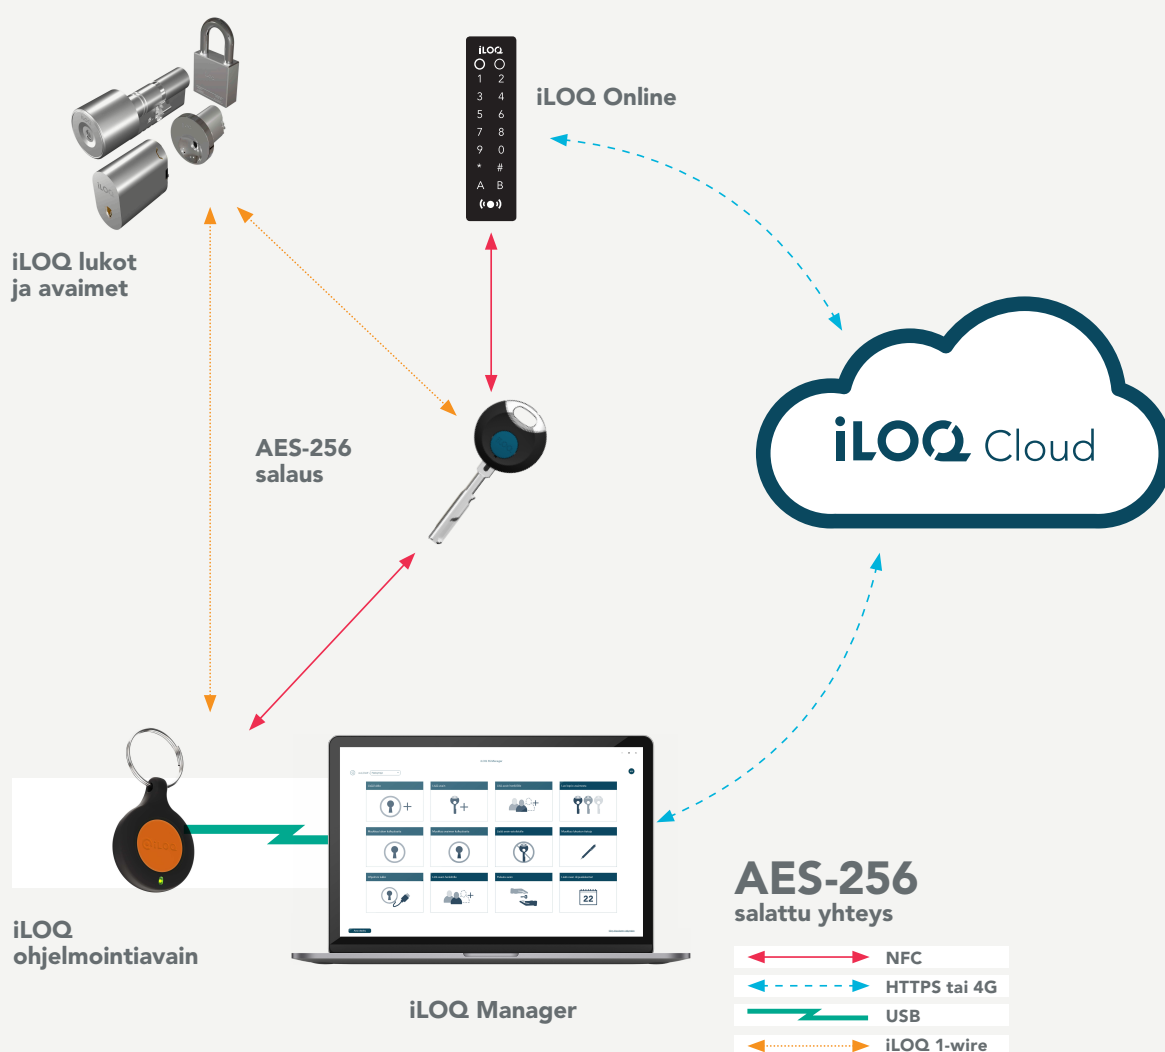 iLOQ
1 2
3 4
5 6
7 8
9 0
* #
A B
iLOQ Online
iLOQ
iLOQ lukot
ja avaimet
AES-256
salaus
iLOQ Cloud
22
iLOQ
iLOQ
ohjelmointiavain
iLOQ Manager
AES-256
salattu yhteys
NFC
HTTPS tai 4G
USB
iLOQ 1-wire